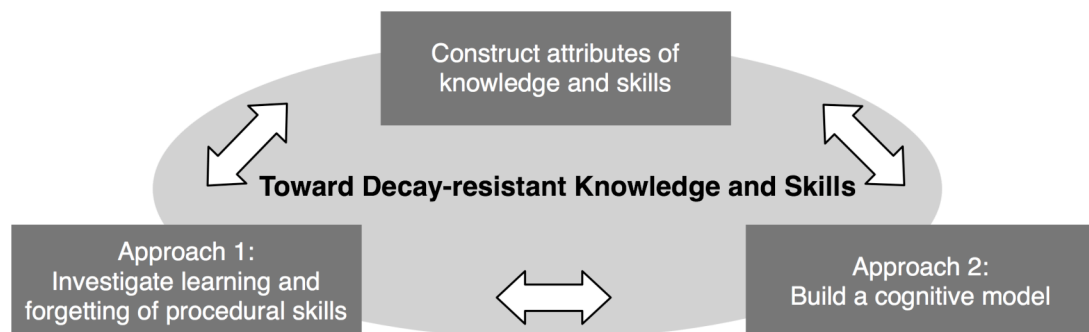 Construct attributes of
knowledge and skills
Toward Decay-resistant Knowledge and Skills
Approach 1:
Investigate learning and
forgetting of procedural skills
Approach 2:
Build a cognitive model